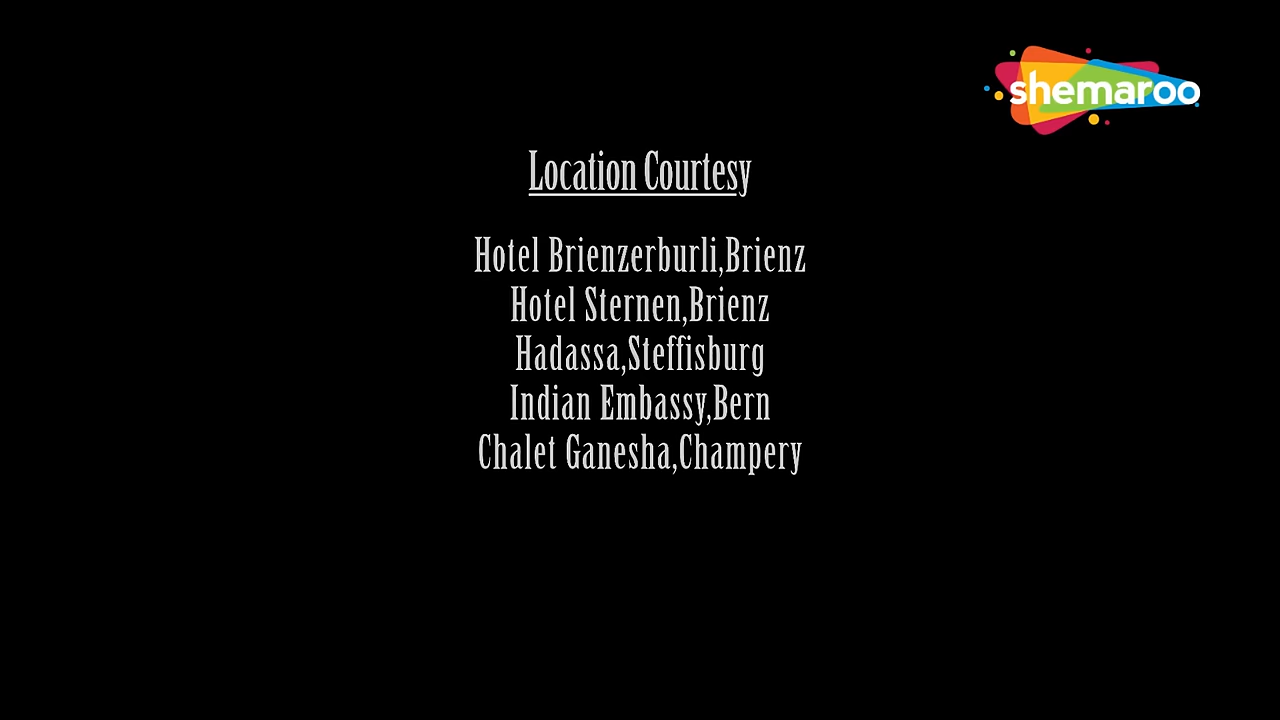 shemaroo
Location Courtesy
Hotel Brienzerburli,Brienz
Hotel Sternen,Brienz
Hadassa,Steffisburg
Indian Embassy,Bern
Chalet Ganesha,Champery